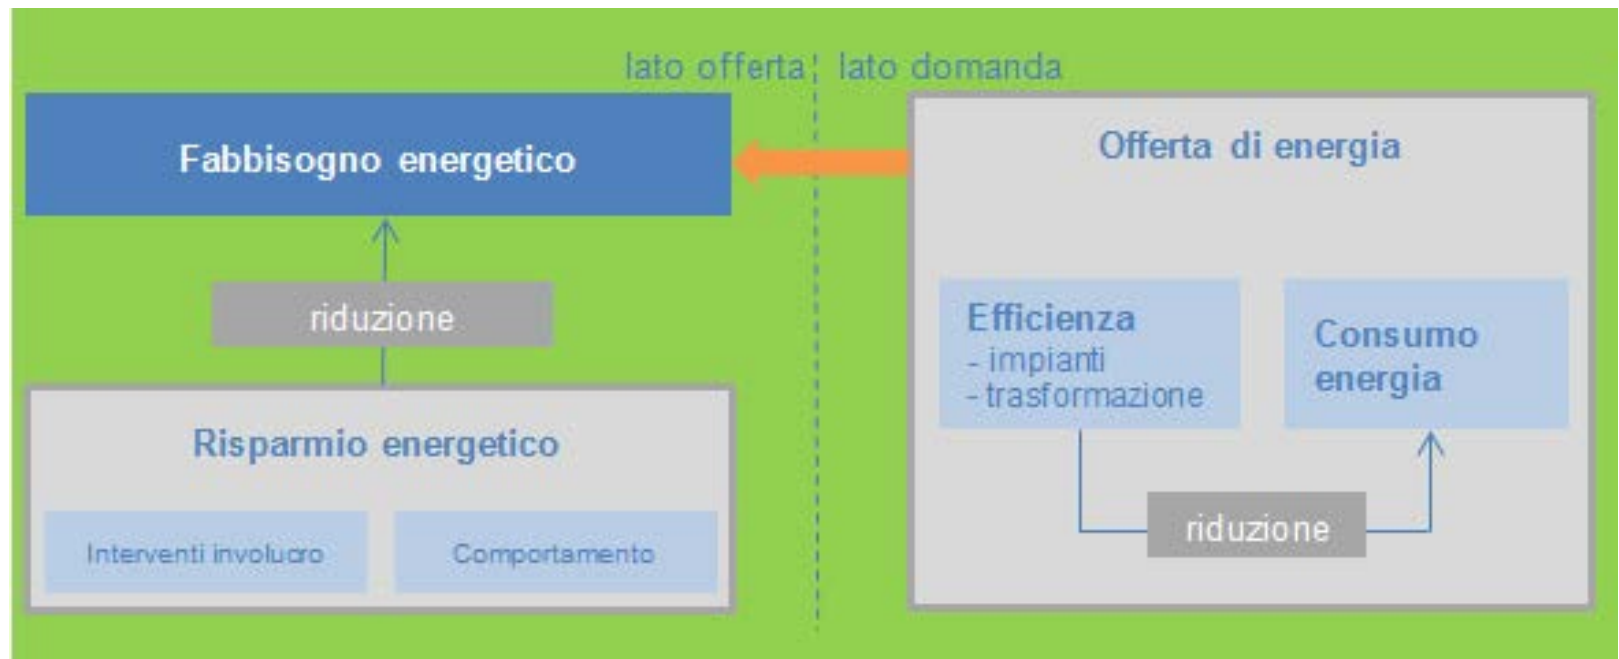 lato offerta
lato domanda
Fabbisogno energetico
riduzione
Risparmio energetico
Interventi involucro
Comportamento
Offerta di energia
Efficienza
- impianti
- trasformazione
Consumo
energia
riduzione